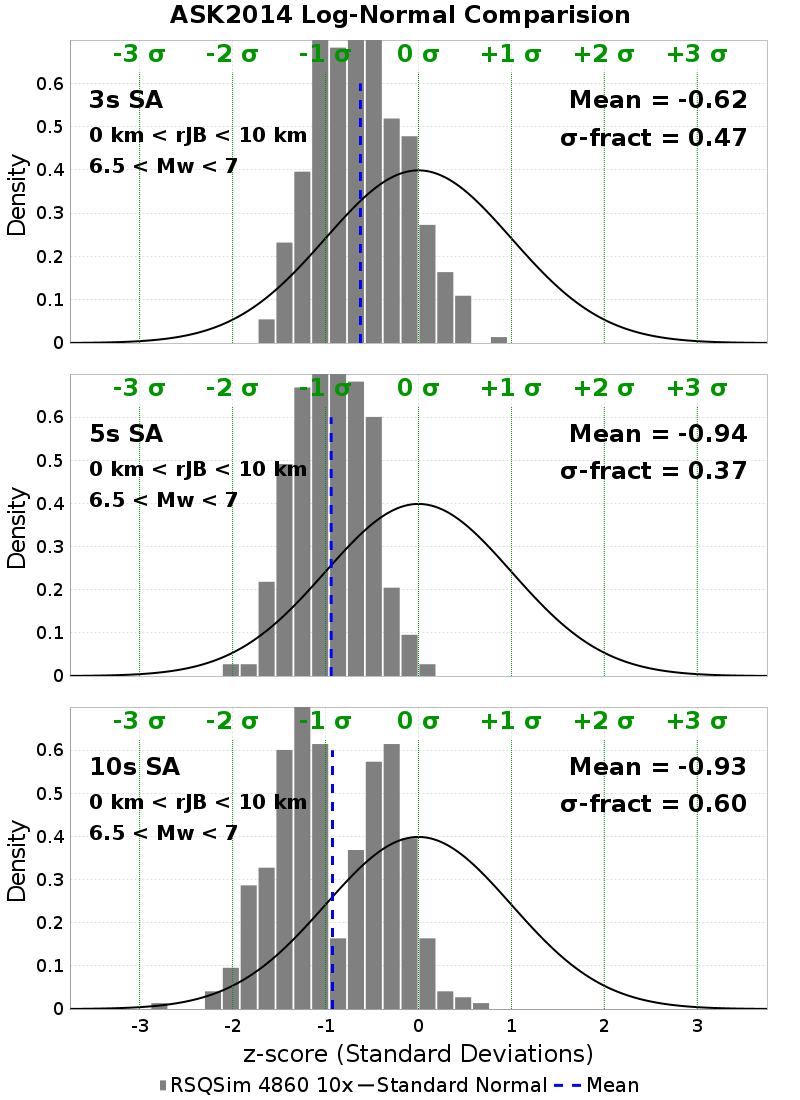 ASK2014 Log-Normal Comparision
-3 σ -2 σ -1 σ 0 σ +1 σ +2 σ +3 σ
3s SA
0 km < rJB < 10 km
6.5 < Mw < 7
Mean = -0.62
σ-fract = 0.47
Density
0.6
0.5
0.4
0.3
0.2
0.1
0
-3 σ -2 σ -1 σ 0 σ +1 σ +2 σ +3 σ
5s SA
0 km < rJB < 10 km
6.5 < Mw < 7
Mean = -0.94
σ-fract = 0.37
Density
0.6
0.5
0.4
0.3
0.2
0.1
0
-3 σ -2 σ -1 σ 0 σ +1 σ +2 σ +3 σ
10s SA
0 km < rJB < 10 km
6.5 < Mw < 7
Mean = -0.93
σ-fract = 0.60
Density
0.6
0.5
0.4
0.3
0.2
0.1
0
-3 -2 -1 0 1 2 3
z-score (Standard Deviations)
RSQSim 4860 10x Standard Normal Mean